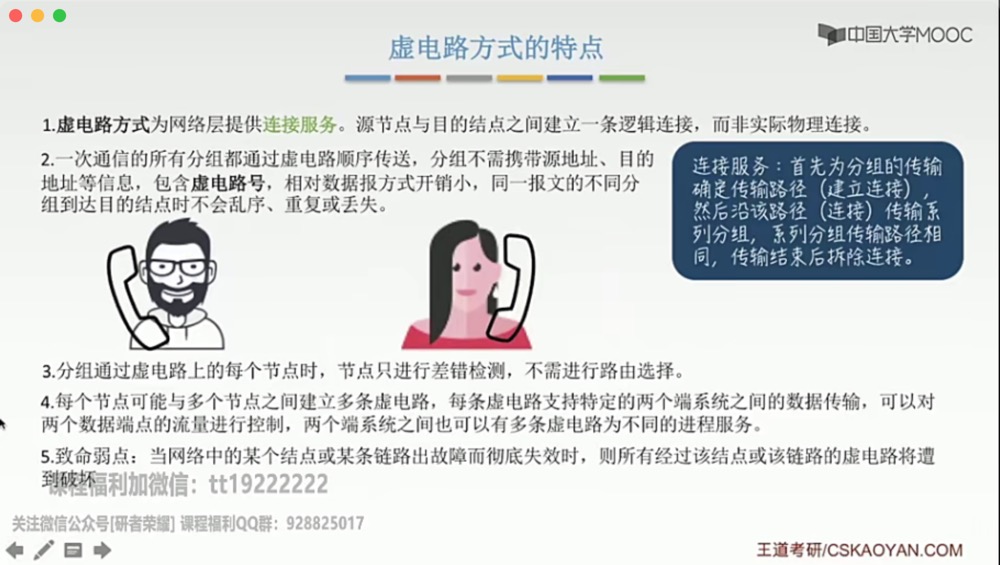 中国大学MOOC
虚电路方式的特点
1.虚电路方式为网络层提供连接服务。源节点与目的结点之间建立一条逻辑连接，而非实际物理连接。
2.一次通信的所有分组都通过虚电路顺序传送，分组不需携带源地址、目的
地址等信息，包含虚电路号，相对数据报方式开销小，同一报文的不同分
组到达目的结点时不会乱序、重复或丢失。
连接服务：首先为分组的传输
确定传输路径（建立连接），
然后沿该路径（连接）传输系
列分组，系列分组传输路径相
同，传输结束后拆除连接。
3.分组通过虚电路上的每个节点时，节点只进行差错检测，不需进行路由选择。
4.每个节点可能与多个节点之间建立多条虚电路，每条虚电路支持特定的两个端系统之间的数据传输，可以对
两个数据端点的流量进行控制，两个端系统之间也可以有多条虚电路为不同的进程服务。
5.致命弱点：当网络中的某个结点或某条链路出故障而彻底失效时，则所有经过该结点或该链路的虚电路将遭
到破坏
课程福利加微信：tt19222222
关注微信公众号[研者荣耀] 课程福利QQ群：928825017
王道考研/CSKAOYAN.COM